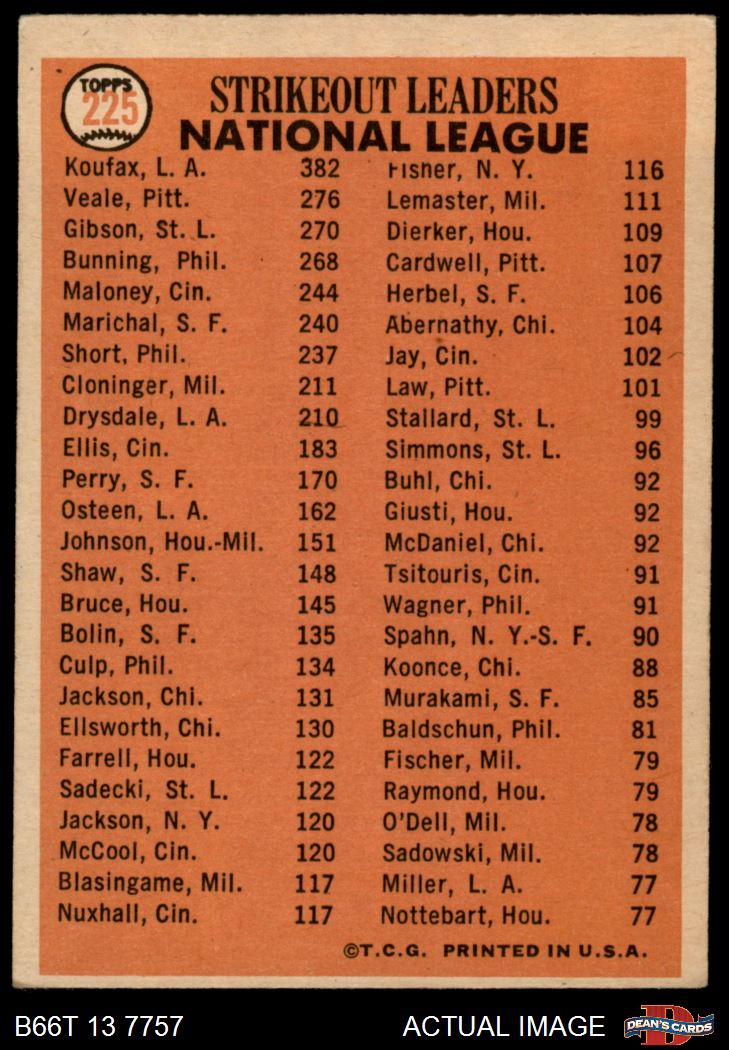 TOPPS
225
STRIKEOUT LEADERS
NATIONAL LEAGUE
Koufax, L. A. 382
Veale, Pitt. 276
Gibson, St. L. 270
Bunning, Phil. 268
Maloney, Cin. 244
Marichal, S. F. 240
Short, Phil. 237
Cloninger, Mil. 211
Drysdale, L. A. 210
Ellis, Cin. 183
Perry, S. F. 170
Osteen, L. A. 162
Johnson, Hou.-Mil. 151
Shaw, S. F. 148
Bruce, Hou. 145
Bolin, S. F. 135
Culp, Phil. 134
Jackson, Chi. 131
Ellsworth, Chi. 130
Farrell, Hou. 122
Sadecki, St. L. 122
Jackson, N. Y. 120
McCool, Cin. 120
Blasingame, Mil. 117
Nuxhall, Cin. 117
Fisher, N. Y. 116
Lemaster, Mil. 111
Dierker, Hou. 109
Cardwell, Pitt. 107
Herbel, S. F. 106
Abernathy, Chi. 104
Jay, Cin. 102
Law, Pitt. 101
Stallard, St. L. 99
Simmons, St. L. 96
Buhl, Chi. 92
Giusti, Hou. 92
McDaniel, Chi. 92
Tsitouris, Cin. 91
Wagner, Phil. 91
Spahn, N. Y.-S. F. 90
Koonce, Chi. 88
Murakami, S. F. 85
Baldschun, Phil. 81
Fischer, Mil. 79
Raymond, Hou. 79
O'Dell, Mil. 78
Sadowski, Mil. 78
Miller, L. A. 77
Nottebart, Hou. 77
©T.C.G. PRINTED IN U.S.A.
B66T 13 7757 ACTUAL IMAGE
D
DEAN'S CARDS